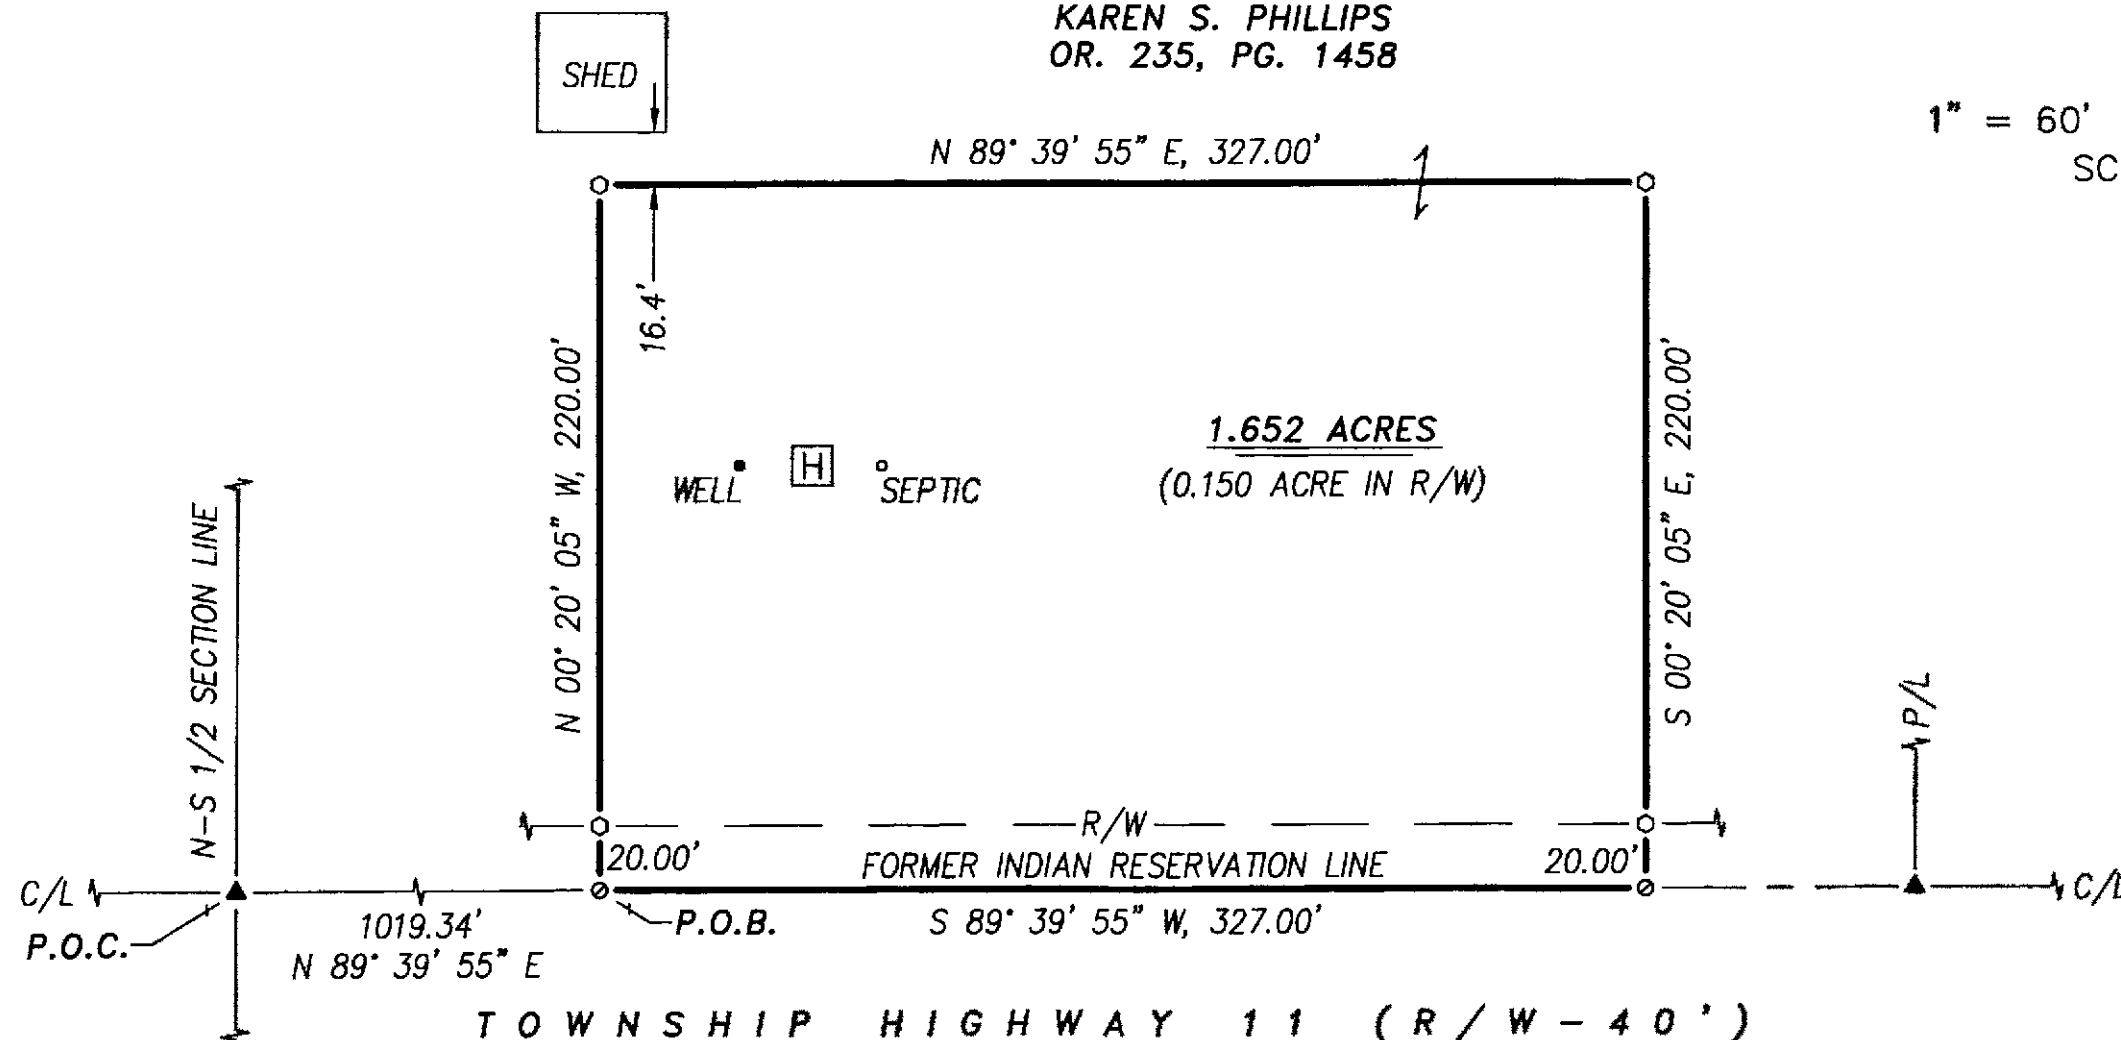 KAREN S. PHILLIPS
OR. 235, PG. 1458
SHED
1" = 60'
SC
N 89° 39' 55" E, 327.00'
16.4'
N 00° 20' 05" W, 220.00'
S 00° 20' 05" E, 220.00'
1.652 ACRES
(0.150 ACRE IN R/W)
WELL
H
SEPTIC
N-S 1/2 SECTION LINE
P/L
R/W
20.00'
FORMER INDIAN RESERVATION LINE
20.00'
C/L
C/L
P.O.C.
1019.34'
N 89° 39' 55" E
P.O.B.
S 89° 39' 55" W, 327.00'
TOWNSHIP HIGHWAY 11 (R/W-40')